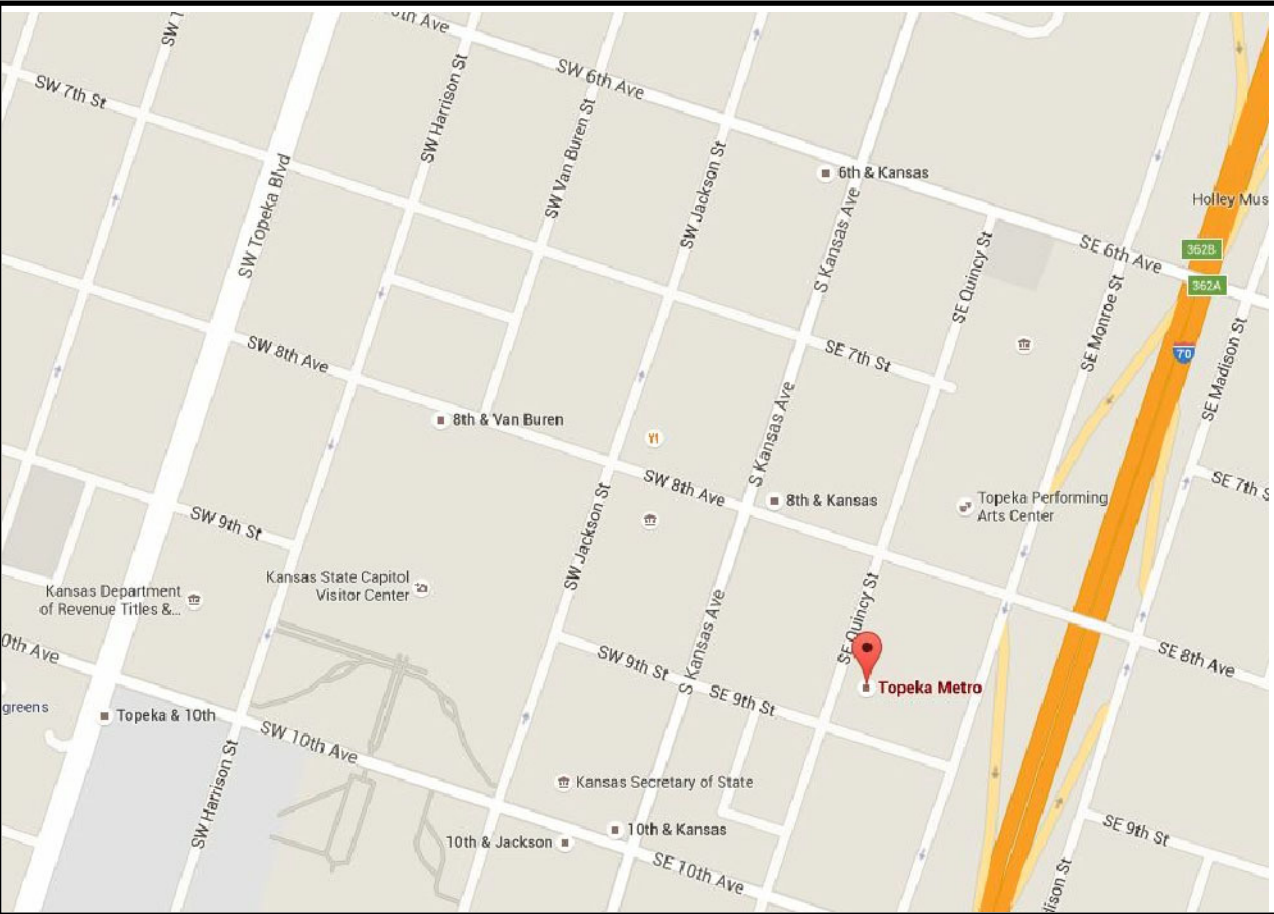 SW T
0th Ave
SW 7th St
SW Harrison St
SW 6th Ave
SW Van Buren St
SW Topeka Blvd
SW Jackson St
6th & Kansas
S Kansas Ave
Holley Mus
SE Quincy St
SE 6th Ave
362B
362A
SE Monroe St
70
SE Madison St
SE 7th St
SW 8th Ave
8th & Van Buren
S Kansas Ave
SW 8th Ave
8th & Kansas
Topeka Performing
Arts Center
SE 7th S
SW 9th St
SW Jackson St
Kansas State Capitol
Visitor Center
Kansas Department
of Revenue Titles &...
S Kansas Ave
SE Quincy St
0th Ave
SW 9th St
SE 9th St
Topeka Metro
SE 8th Ave
greens
Topeka & 10th
SW 10th Ave
SW Harrison St
Kansas Secretary of State
10th & Jackson
10th & Kansas
SE 10th Ave
SE 9th St
dison St